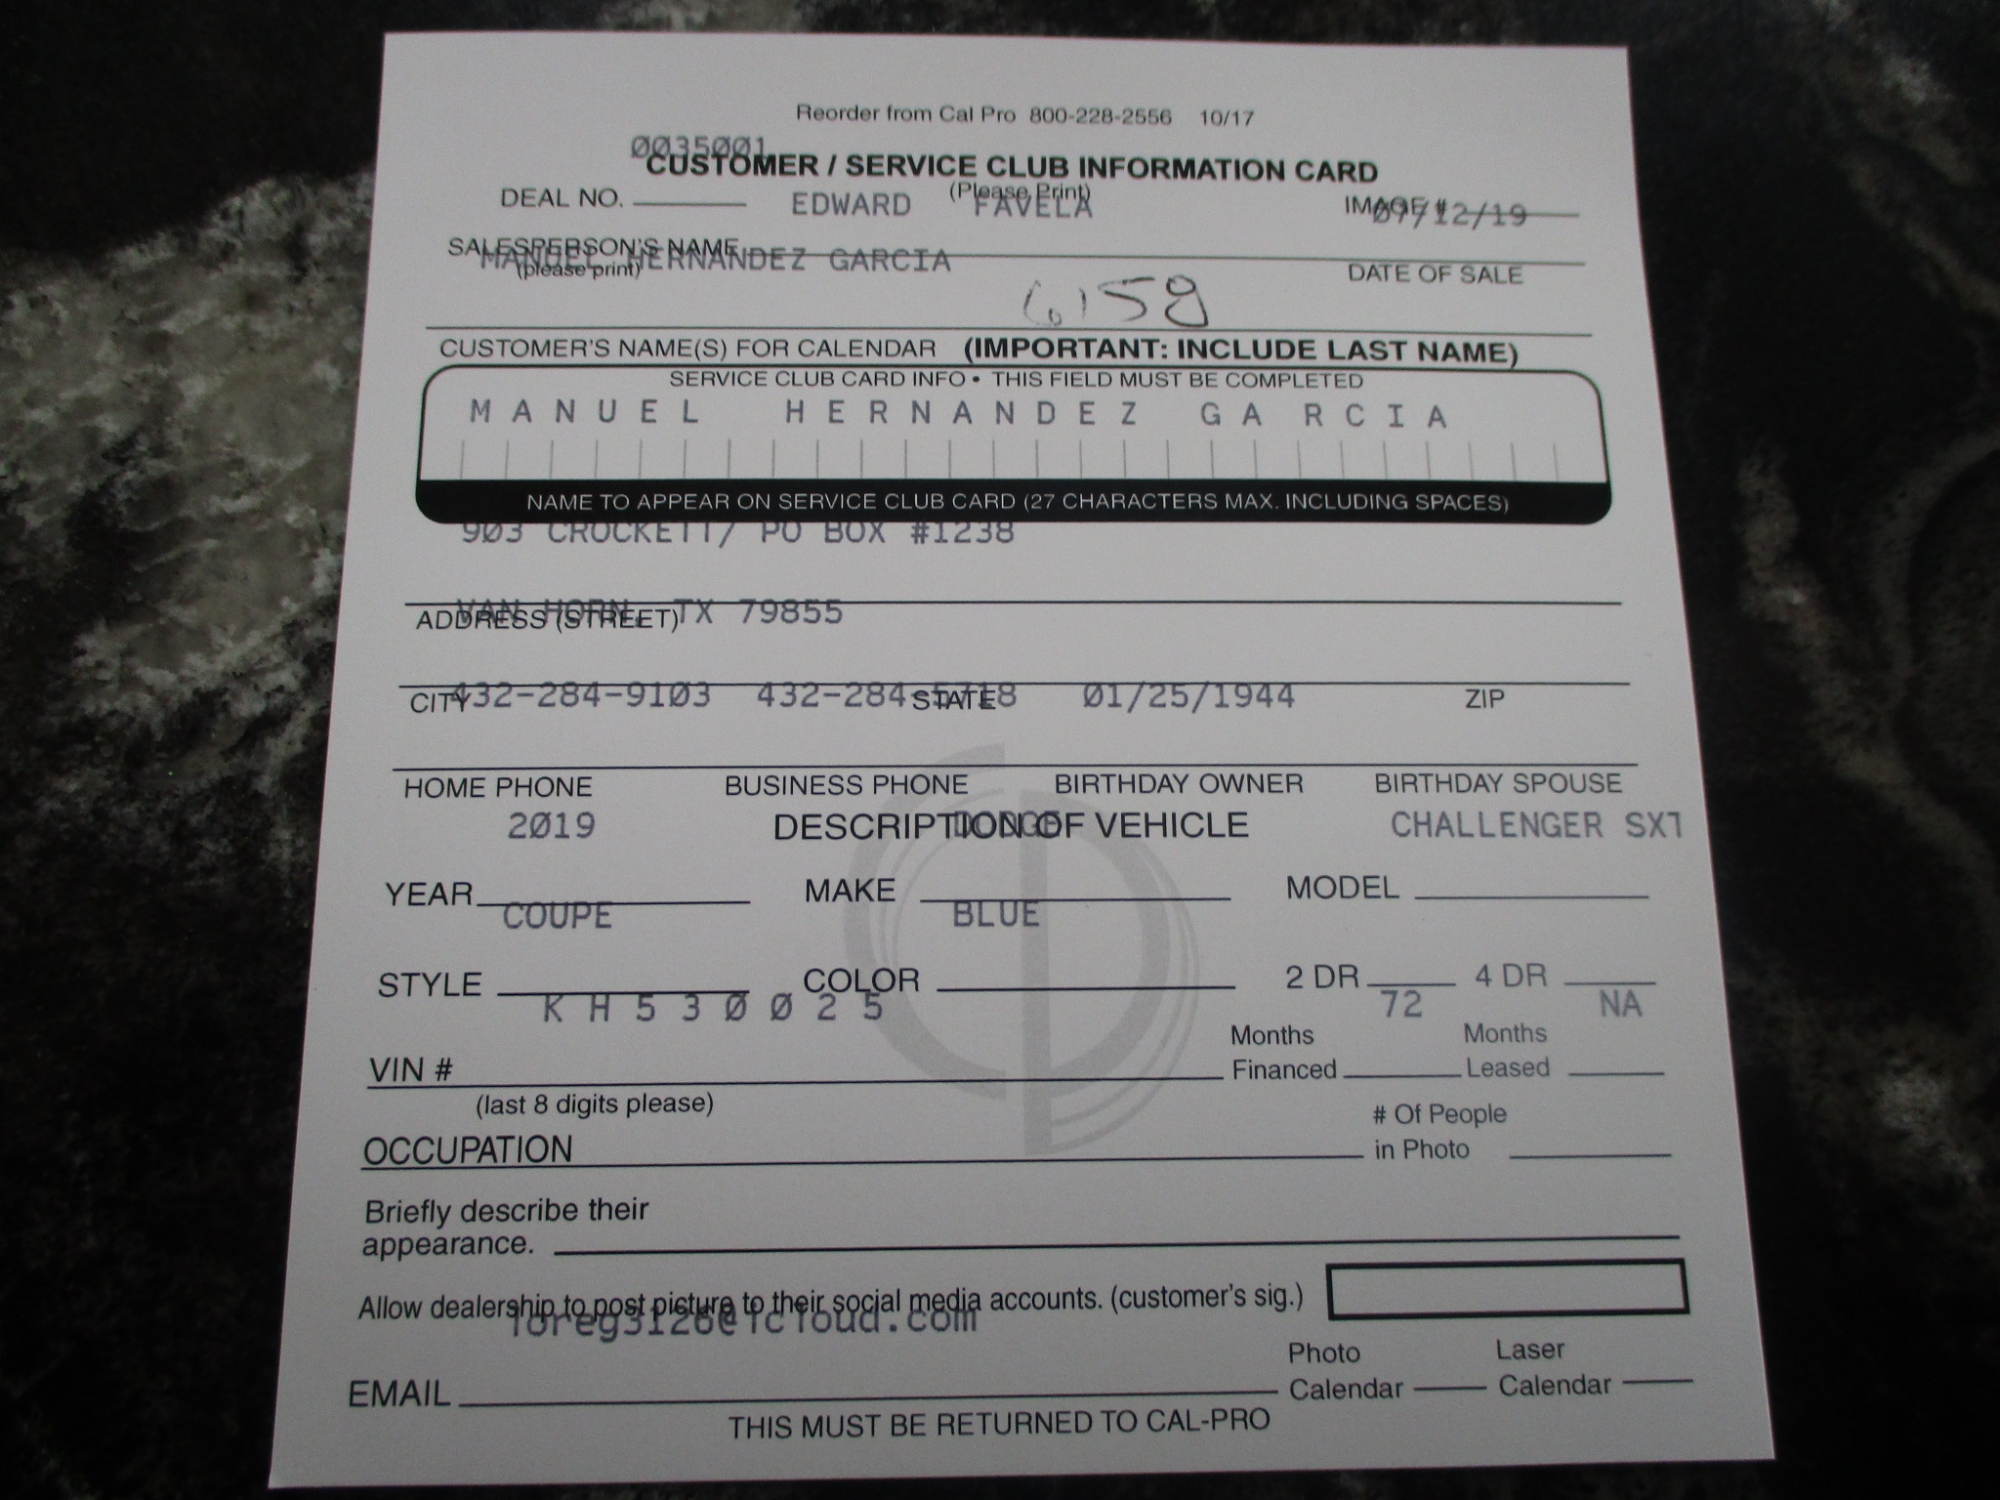 Reorder from Cal Pro 800-228-2556 10/17
0035001
CUSTOMER / SERVICE CLUB INFORMATION CARD
(Please Print)
DEAL NO. EDWARD FAVELA IMAGE # 07/12/19
SALESPERSON'S NAME
MANUEL HERNANDEZ GARCIA
(please print) DATE OF SALE
6158
CUSTOMER'S NAME(S) FOR CALENDAR (IMPORTANT: INCLUDE LAST NAME)
SERVICE CLUB CARD INFO • THIS FIELD MUST BE COMPLETED
MANUEL HERNANDEZ GARCIA
NAME TO APPEAR ON SERVICE CLUB CARD (27 CHARACTERS MAX. INCLUDING SPACES)
903 CROCKETT/ PO BOX #1238
VAN HORN, TX 79855
ADDRESS (STREET)
432-284-9103 432-284-5718 01/25/1944
CITY STATE ZIP
HOME PHONE BUSINESS PHONE BIRTHDAY OWNER BIRTHDAY SPOUSE
2019 DODGE CHALLENGER SXT
DESCRIPTION OF VEHICLE
YEAR MAKE MODEL
COUPE BLUE
STYLE COLOR 2 DR 4 DR
KH530025 72 NA
Months Months
VIN # Financed Leased
(last 8 digits please) # Of People
OCCUPATION in Photo
Briefly describe their
appearance.
Allow dealership to post picture to their social media accounts. (customer's sig.)
loreg3126@icloud.com
Photo Laser
EMAIL Calendar Calendar
THIS MUST BE RETURNED TO CAL-PRO